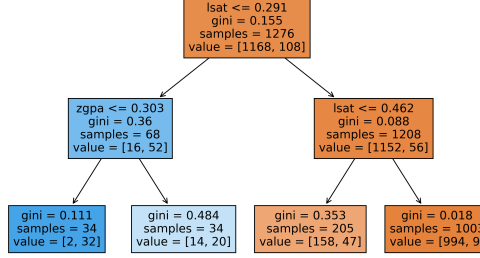 lsat <= 0.291
gini = 0.155
samples = 1276
value = [1168, 108]
zgpa <= 0.303
gini = 0.36
samples = 68
value = [16, 52]
lsat <= 0.462
gini = 0.088
samples = 1208
value = [1152, 56]
gini = 0.111
samples = 34
value = [2, 32]
gini = 0.484
samples = 34
value = [14, 20]
gini = 0.353
samples = 205
value = [158, 47]
gini = 0.018
samples = 1003
value = [994, 9